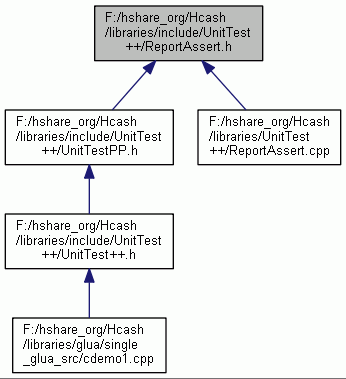 F:/hshare_org/Hcash
/libraries/include/UnitTest
++/ReportAssert.h
F:/hshare_org/Hcash
/libraries/include/UnitTest
++/UnitTestPP.h
F:/hshare_org/Hcash
/libraries/UnitTest
++/ReportAssert.cpp
F:/hshare_org/Hcash
/libraries/include/UnitTest
++/UnitTest++.h
F:/hshare_org/Hcash
/libraries/glua/single
_glua_src/cdemo1.cpp